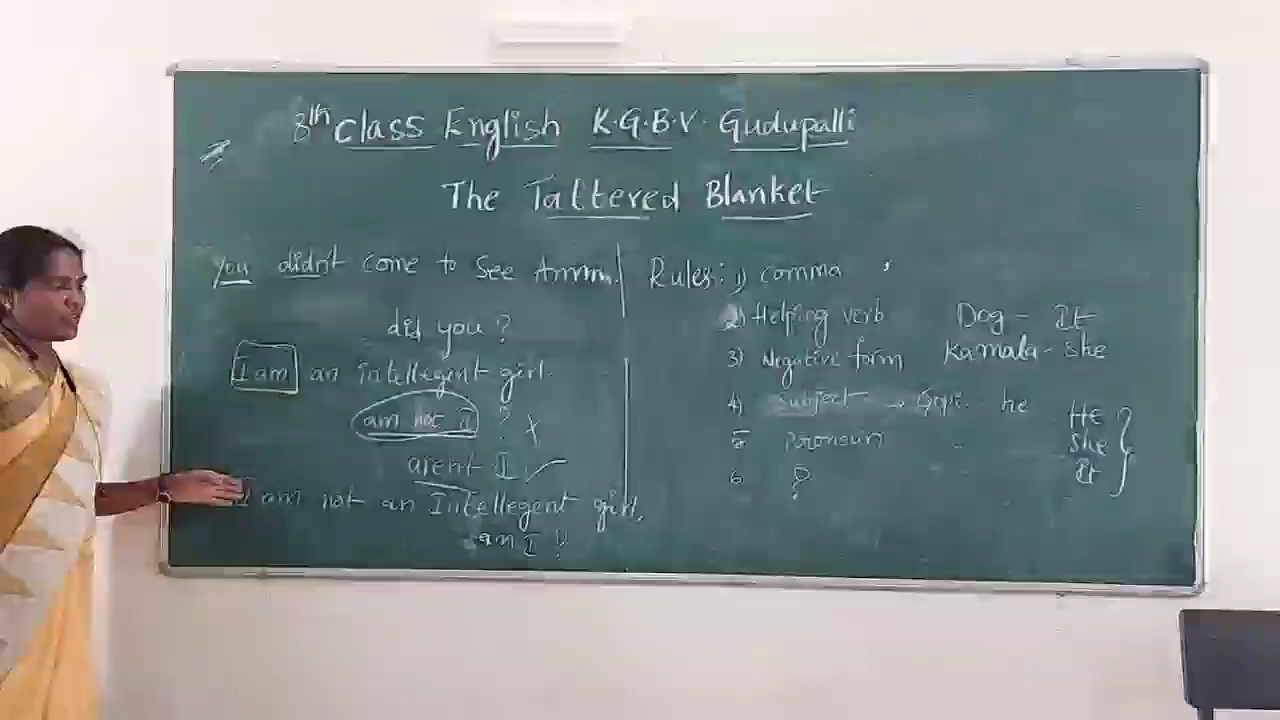 8th Class English K.G.B.V. Gudupalli
The Tattered Blanket
You didn't come to see Amma,
did you?
I am an intellegent girl.
am not I ? x
arent I ✓
I am not an Intellegent girl,
am I ?
Rules: 1) comma ,
2) Helping verb
3) Negative form
4) Subject → Gopi he
5 Pronoun
6 ?
Dog - It
Kamala - She
He
She
It